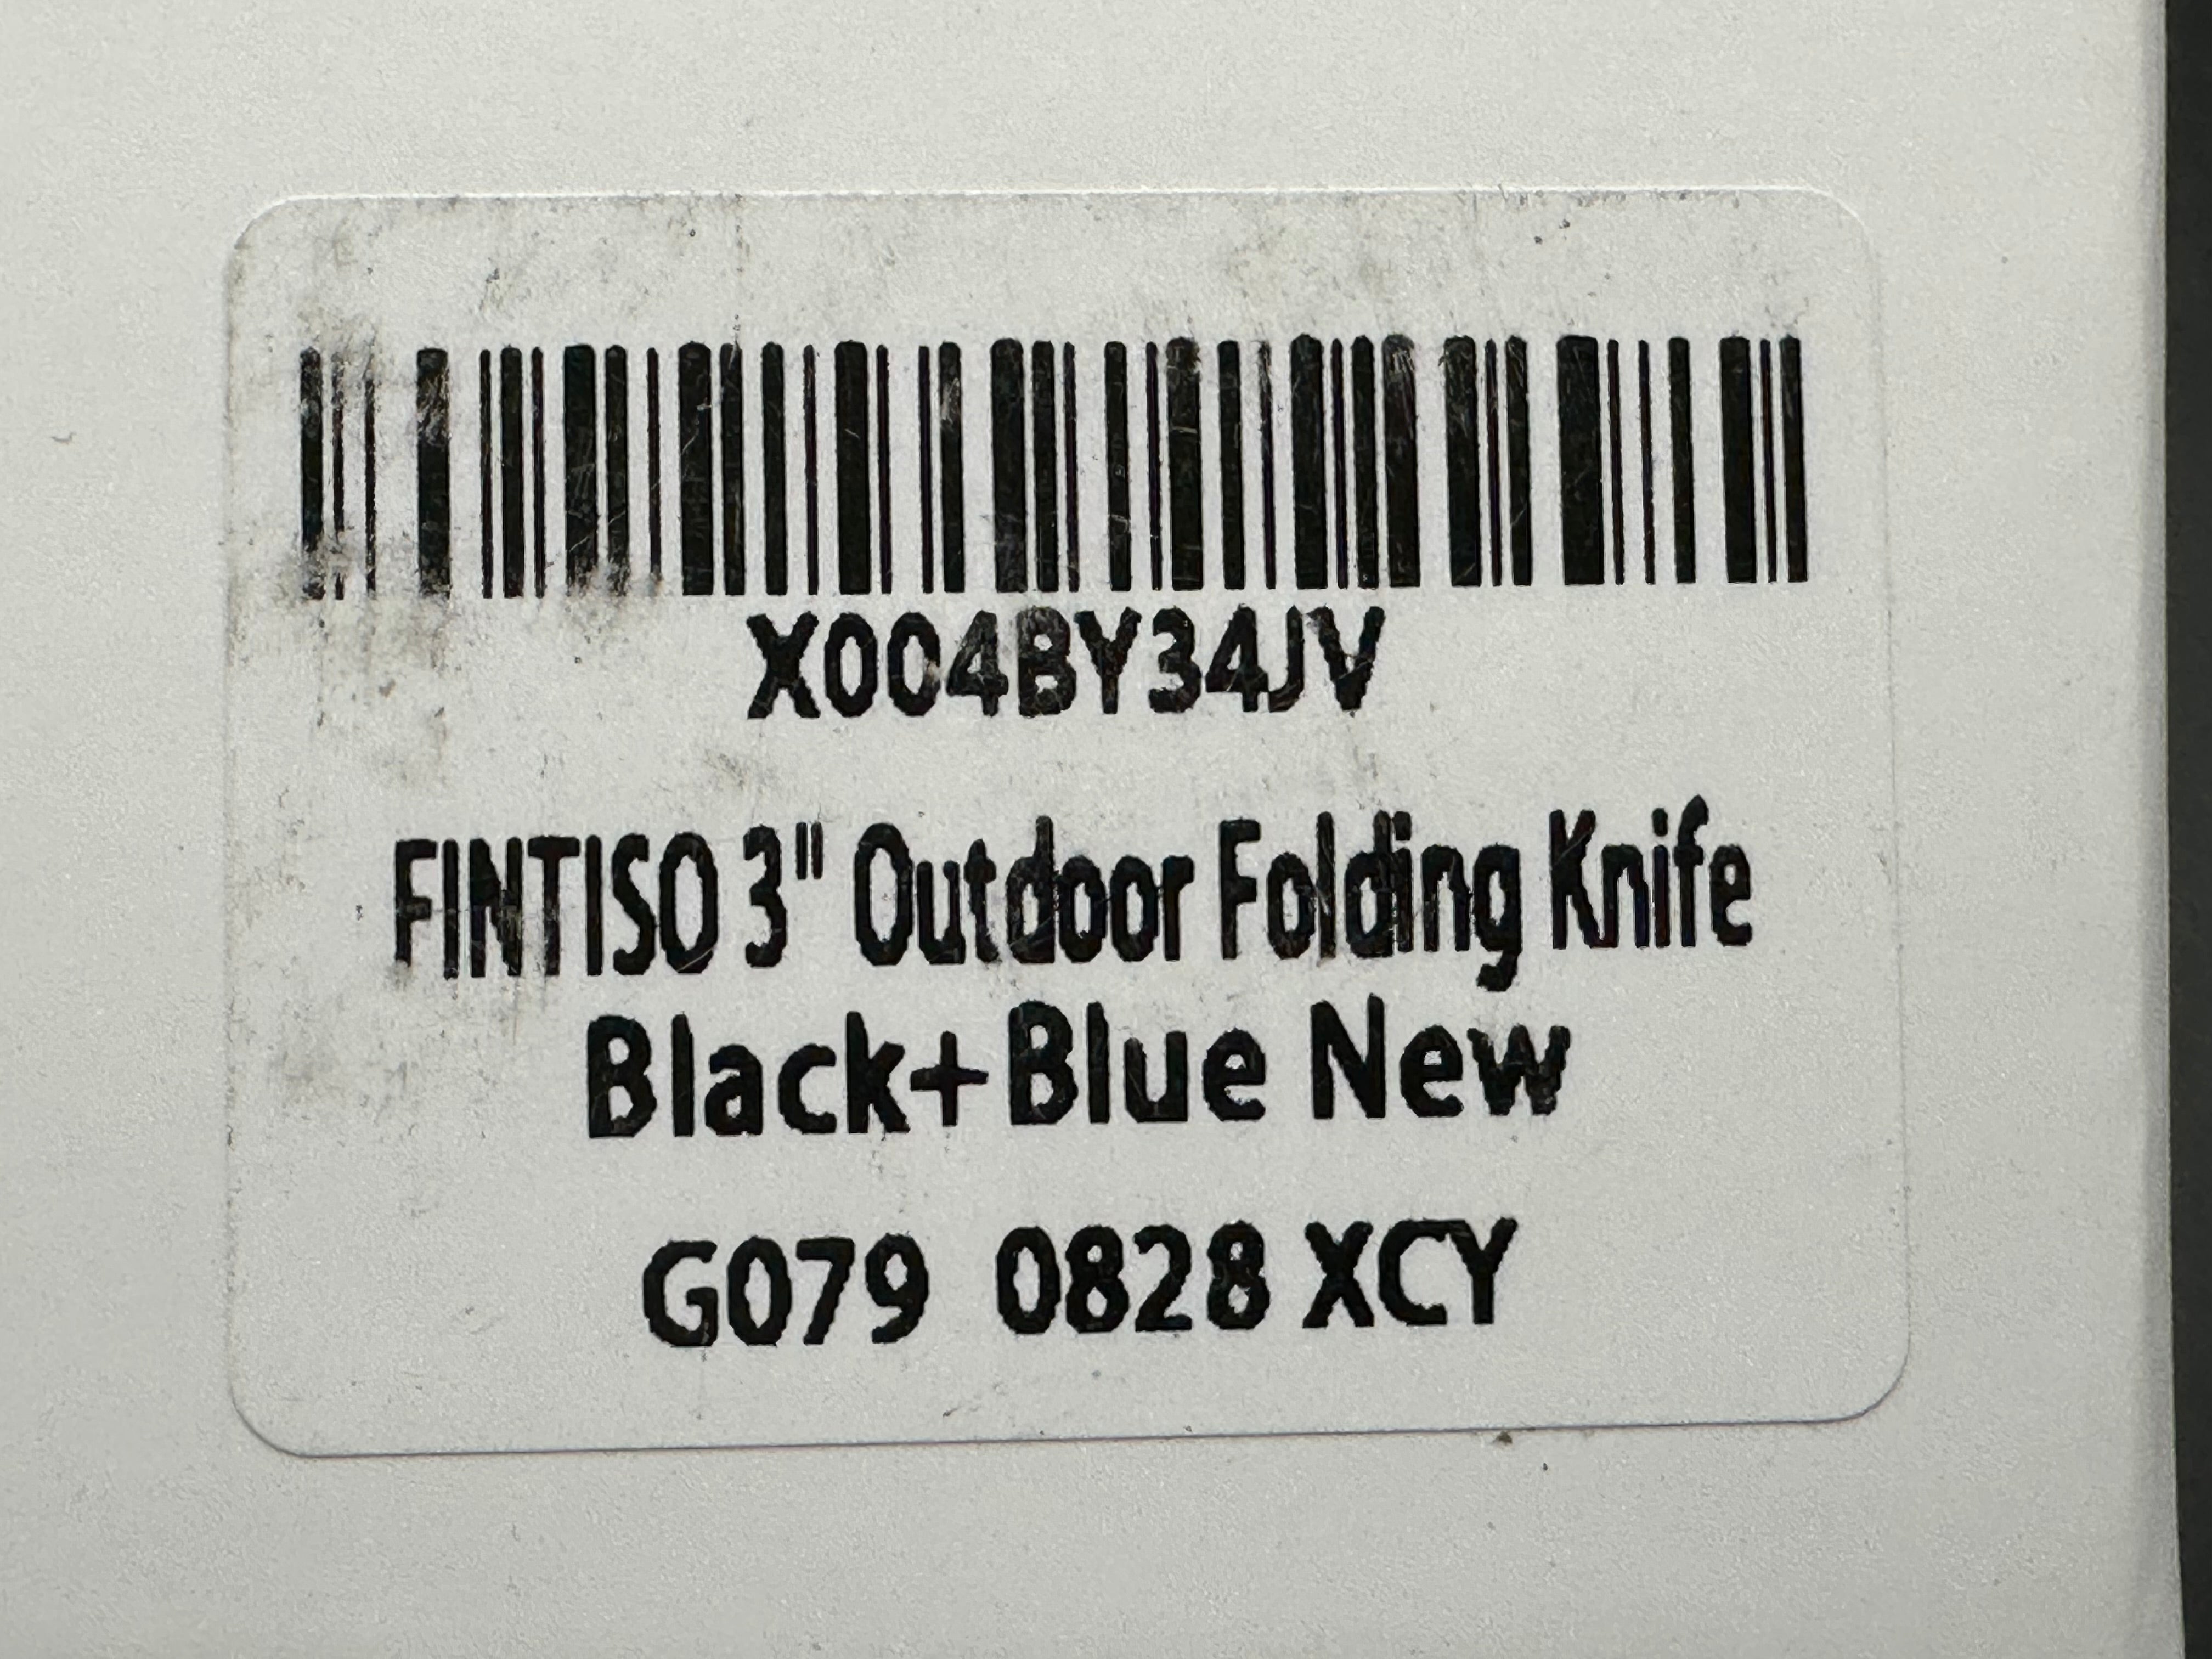 X004BY34JV
FINTISO 3" Outdoor Folding Knife
Black+Blue New
G079 0828 XCY